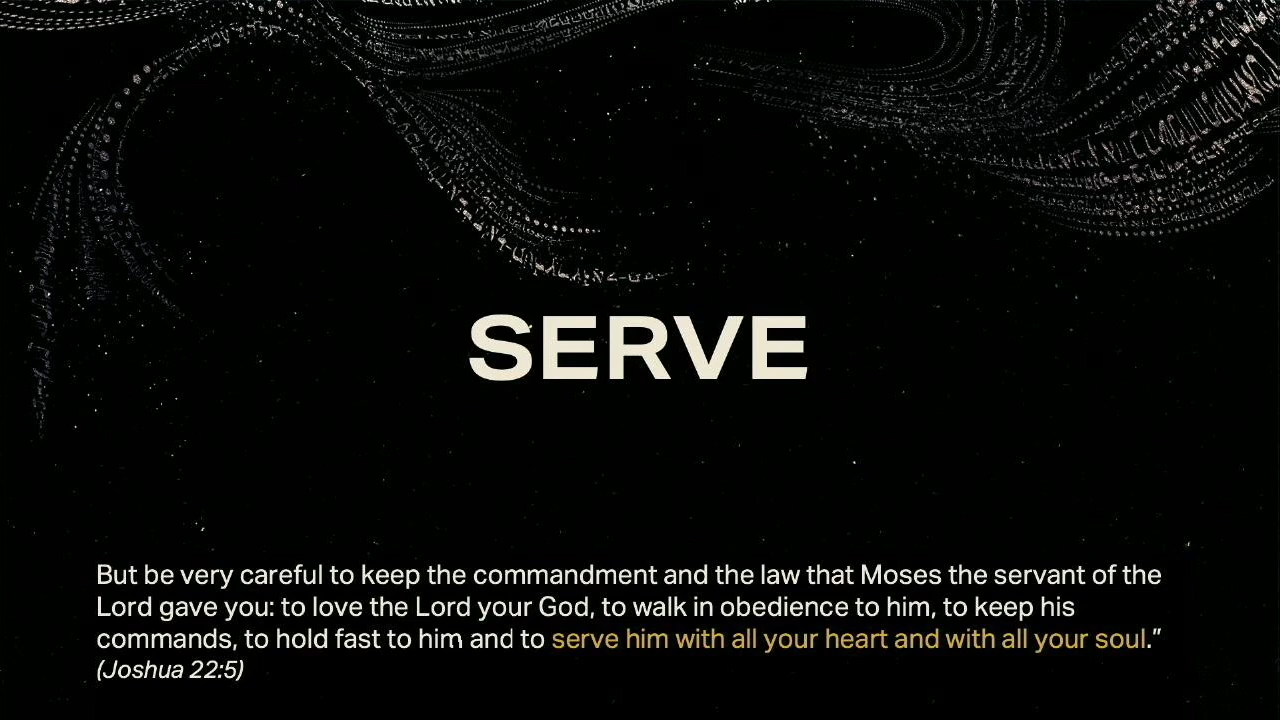 SERVE
But be very careful to keep the commandment and the law that Moses the servant of the
Lord gave you: to love the Lord your God, to walk in obedience to him, to keep his
commands, to hold fast to him and to serve him with all your heart and with all your soul.”
(Joshua 22:5)